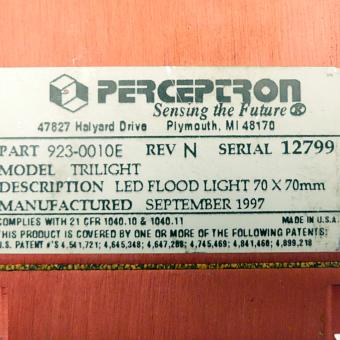 PERCEPTRON
Sensing the Future®
47827 Halyard Drive Plymouth, MI 48170
PART 923-0010E REV N SERIAL 12799
MODEL TRILIGHT
DESCRIPTION LED FLOOD LIGHT 70 X 70mm
MANUFACTURED SEPTEMBER 1997
COMPLIES WITH 21 CFR 1040.10 & 1040.11 MADE IN U.S.A.
THIS PRODUCT IS COVERED BY ONE OR MORE OF THE FOLLOWING PATENTS:
U.S. PATENT #'S 4,541,721; 4,645,348; 4,647,208; 4,745,469; 4,841,460; 4,899,218